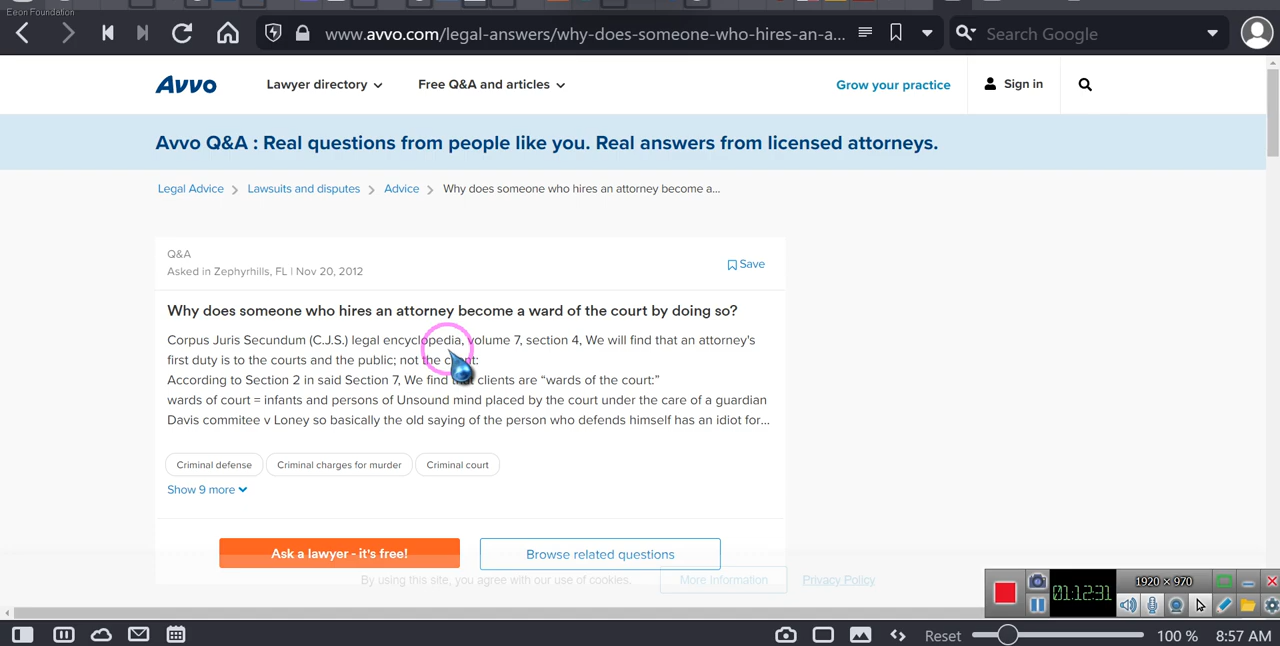 Eeon Foundation
www.avvo.com/legal-answers/why-does-someone-who-hires-an-a...
Search Google
Avvo
Lawyer directory
Free Q&A and articles
Grow your practice
Sign in
Avvo Q&A : Real questions from people like you. Real answers from licensed attorneys.
Legal Advice > Lawsuits and disputes > Advice > Why does someone who hires an attorney become a...
Q&A
Asked in Zephyrhills, FL | Nov 20, 2012
Save
Why does someone who hires an attorney become a ward of the court by doing so?
Corpus Juris Secundum (C.J.S.) legal encyclopedia, volume 7, section 4, We will find that an attorney's
first duty is to the courts and the public; not the client:
According to Section 2 in said Section 7, We find that clients are “wards of the court:”
wards of court = infants and persons of Unsound mind placed by the court under the care of a guardian
Davis commitee v Loney so basically the old saying of the person who defends himself has an idiot for...
Criminal defense
Criminal charges for murder
Criminal court
Show 9 more
Ask a lawyer - it's free!
Browse related questions
By using this site, you agree with our use of cookies.
More Information
Privacy Policy
01:12:31
1920 × 970
Reset
100 %
8:57 AM